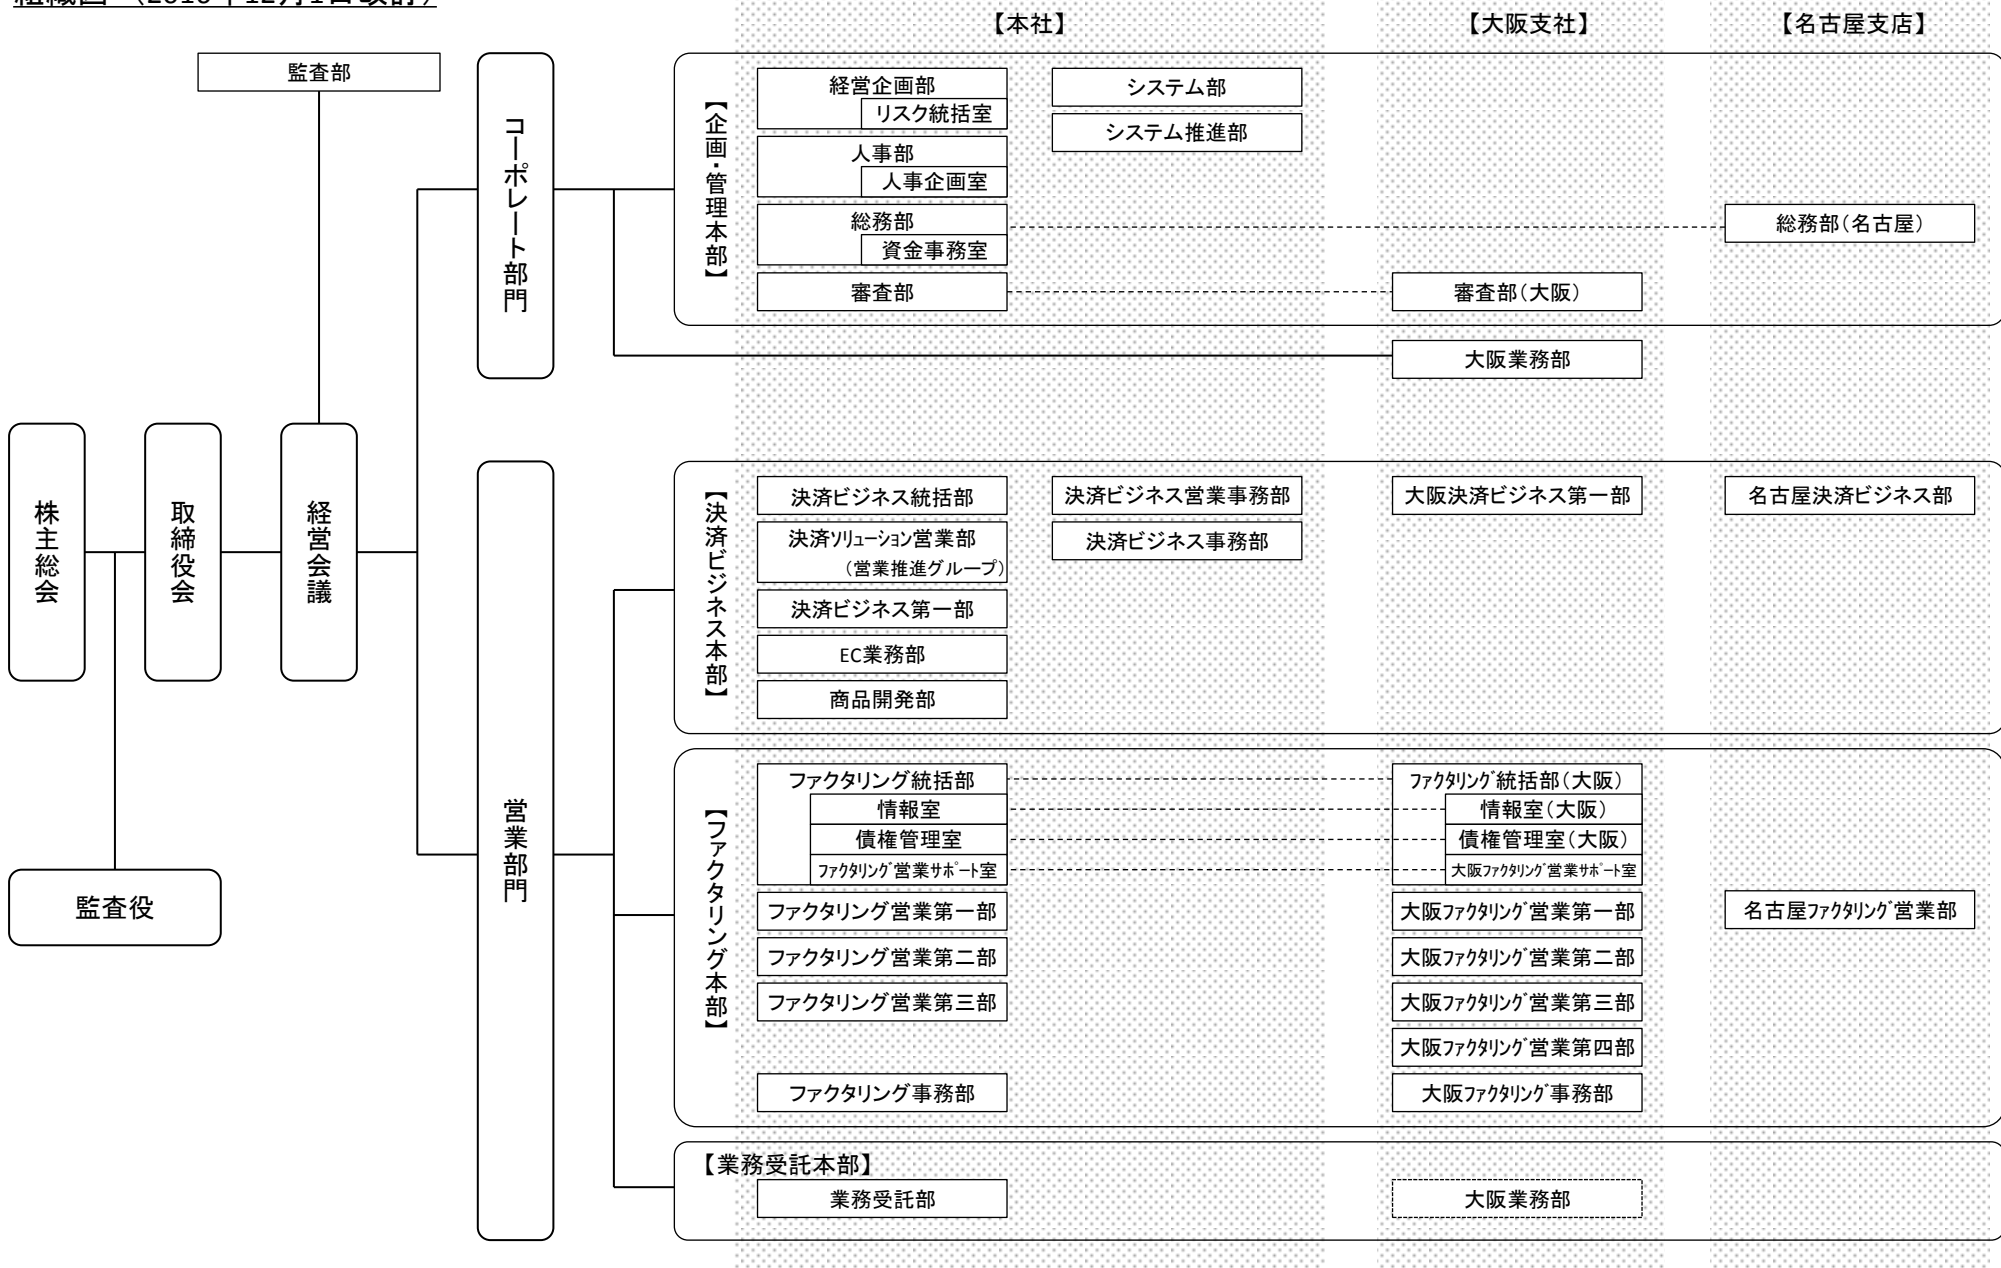 組織図 （2016年12月1日改訂）
【本社】
【大阪支社】
【名古屋支店】
監査部
コーポレート部門
【企画・管理本部】
経営企画部
リスク統括室
システム部
システム推進部
人事部
人事企画室
総務部
資金事務室
総務部（名古屋）
審査部
審査部（大阪）
大阪業務部
株主総会
取締役会
経営会議
監査役
営業部門
【決済ビジネス本部】
決済ビジネス統括部
決済ビジネス営業事務部
大阪決済ビジネス第一部
名古屋決済ビジネス部
決済ｿﾘｭｰｼｮﾝ営業部
（営業推進グループ）
決済ビジネス事務部
決済ビジネス第一部
EC業務部
商品開発部
【ファクタリング本部】
ファクタリング統括部
ﾌｧｸﾀﾘﾝｸﾞ統括部（大阪）
情報室
情報室（大阪）
債権管理室
債権管理室（大阪）
ﾌｧｸﾀﾘﾝｸﾞ営業ｻﾎﾟｰﾄ室
大阪ﾌｧｸﾀﾘﾝｸﾞ営業ｻﾎﾟｰﾄ室
ファクタリング営業第一部
大阪ﾌｧｸﾀﾘﾝｸﾞ営業第一部
名古屋ﾌｧｸﾀﾘﾝｸﾞ営業部
ファクタリング営業第二部
大阪ﾌｧｸﾀﾘﾝｸﾞ営業第二部
ファクタリング営業第三部
大阪ﾌｧｸﾀﾘﾝｸﾞ営業第三部
大阪ﾌｧｸﾀﾘﾝｸﾞ営業第四部
ファクタリング事務部
大阪ﾌｧｸﾀﾘﾝｸﾞ事務部
【業務受託本部】
業務受託部
大阪業務部